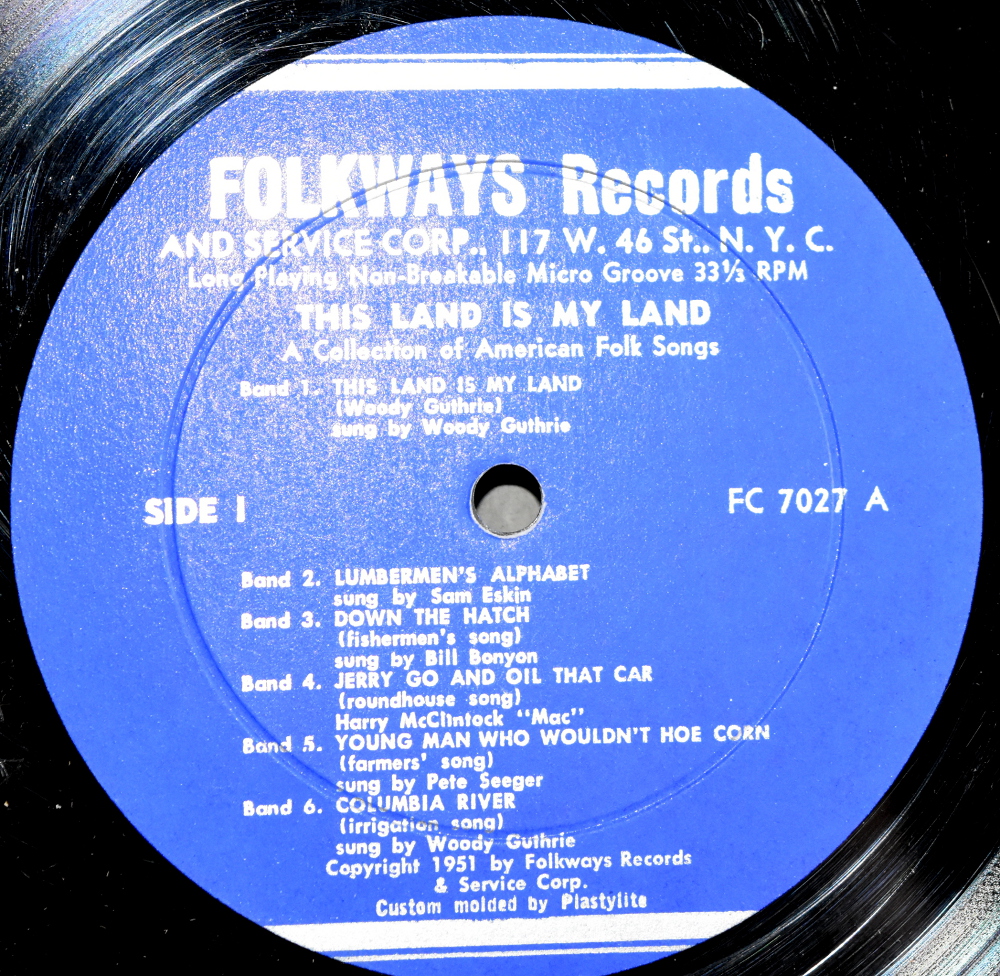 FOLKWAYS Records
AND SERVICE CORP., 117 W. 46 St., N. Y. C.
Long Playing Non-Breakable Micro Groove 33⅓ RPM
THIS LAND IS MY LAND
A Collection of American Folk Songs
Band 1. THIS LAND IS MY LAND
(Woody Guthrie)
sung by Woody Guthrie
SIDE I
FC 7027 A
Band 2. LUMBERMEN'S ALPHABET
sung by Sam Eskin
Band 3. DOWN THE HATCH
(fishermen's song)
sung by Bill Bonyon
Band 4. JERRY GO AND OIL THAT CAR
(roundhouse song)
Harry McClintock "Mac"
Band 5. YOUNG MAN WHO WOULDN'T HOE CORN
(farmers' song)
sung by Pete Seeger
Band 6. COLUMBIA RIVER
(irrigation song)
sung by Woody Guthrie
Copyright 1951 by Folkways Records
& Service Corp.
Custom molded by Plastylite